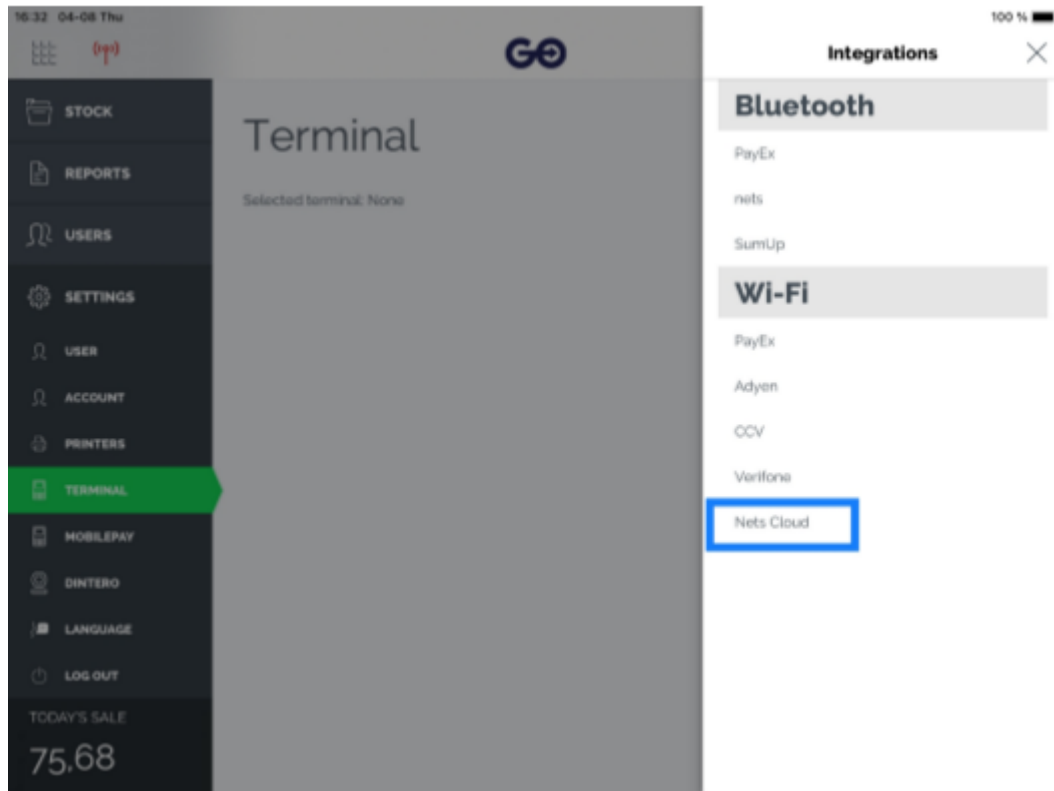 16:32 04-08 Thu
100 %
GO
Integrations
STOCK
REPORTS
USERS
SETTINGS
USER
ACCOUNT
PRINTERS
TERMINAL
MOBILEPAY
DINTERO
LANGUAGE
LOG OUT
TODAY'S SALE
75,68
Terminal
Selected terminal: None
Bluetooth
PayEx
nets
SumUp
Wi-Fi
PayEx
Adyen
CCV
Verifone
Nets Cloud